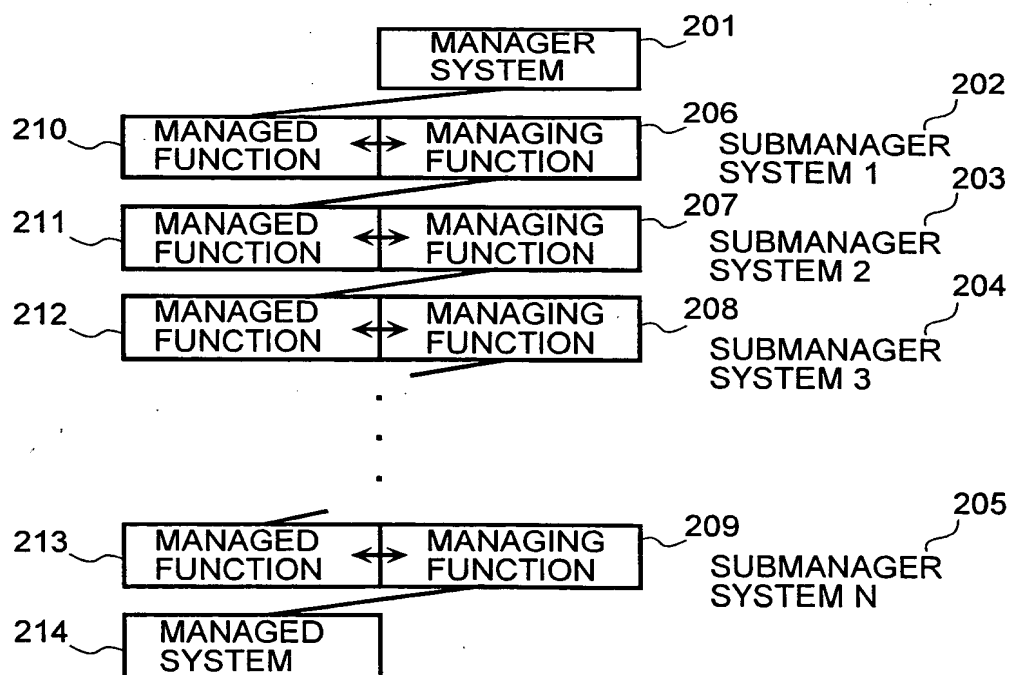 MANAGER
SYSTEM
201
202
210
MANAGED
FUNCTION
MANAGING
FUNCTION
206
SUBMANAGER
SYSTEM 1
203
211
MANAGED
FUNCTION
MANAGING
FUNCTION
207
SUBMANAGER
SYSTEM 2
204
212
MANAGED
FUNCTION
MANAGING
FUNCTION
208
SUBMANAGER
SYSTEM 3
205
213
MANAGED
FUNCTION
MANAGING
FUNCTION
209
SUBMANAGER
SYSTEM N
214
MANAGED
SYSTEM